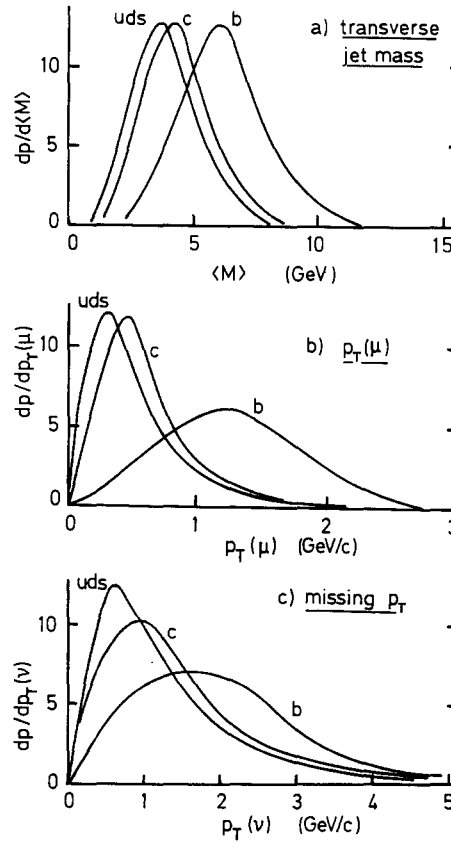 a) transverse
jet mass
uds c b
dp/d⟨M⟩
10
5
0
0 5 10 15
⟨M⟩ (GeV)
b) p_T(μ)
uds
c
b
dp/dp_T(μ)
10
5
0
0 1 2 3
p_T(μ) (GeV/c)
c) missing p_T
uds
c
b
dp/dp_T(ν)
10
5
0
0 1 2 3 4 5
p_T(ν) (GeV/c)